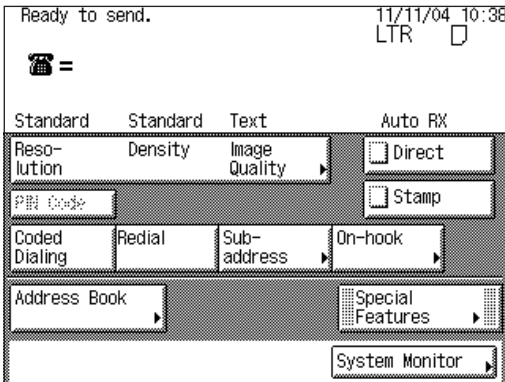 Ready to send.
11/11/04 10:38
LTR
=
Standard Standard Text Auto RX
Reso-
lution
Density
Image
Quality
Direct
PIN Code
Stamp
Coded
Dialing
Redial
Sub-
address
On-hook
Address Book
Special
Features
System Monitor